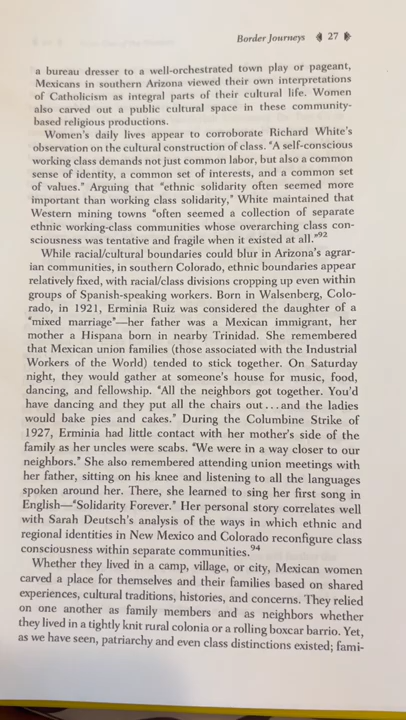 Border Journeys 27
a bureau dresser to a well-orchestrated town play or pageant,
Mexicans in southern Arizona viewed their own interpretations
of Catholicism as integral parts of their cultural life. Women
also carved out a public cultural space in these community-
based religious productions.
Women's daily lives appear to corroborate Richard White's
observation on the cultural construction of class. "A self-conscious
working class demands not just common labor, but also a common
sense of identity, a common set of interests, and a common set
of values." Arguing that "ethnic solidarity often seemed more
important than working class solidarity," White maintained that
Western mining towns "often seemed a collection of separate
ethnic working-class communities whose overarching class con-
sciousness was tentative and fragile when it existed at all."92
While racial/cultural boundaries could blur in Arizona's agrar-
ian communities, in southern Colorado, ethnic boundaries appear
relatively fixed, with racial/class divisions cropping up even within
groups of Spanish-speaking workers. Born in Walsenberg, Colo-
rado, in 1921, Erminia Ruiz was considered the daughter of a
"mixed marriage"—her father was a Mexican immigrant, her
mother a Hispana born in nearby Trinidad. She remembered
that Mexican union families (those associated with the Industrial
Workers of the World) tended to stick together. On Saturday
night, they would gather at someone's house for music, food,
dancing, and fellowship. "All the neighbors got together. You'd
have dancing and they put all the chairs out . . . and the ladies
would bake pies and cakes." During the Columbine Strike of
1927, Erminia had little contact with her mother's side of the
family as her uncles were scabs. "We were in a way closer to our
neighbors." She also remembered attending union meetings with
her father, sitting on his knee and listening to all the languages
spoken around her. There, she learned to sing her first song in
English—"Solidarity Forever." Her personal story correlates well
with Sarah Deutsch's analysis of the ways in which ethnic and
regional identities in New Mexico and Colorado reconfigure class
consciousness within separate communities.94
Whether they lived in a camp, village, or city, Mexican women
carved a place for themselves and their families based on shared
experiences, cultural traditions, histories, and concerns. They relied
on one another as family members and as neighbors whether
they lived in a tightly knit rural colonia or a rolling boxcar barrio. Yet,
as we have seen, patriarchy and even class distinctions existed; fami-